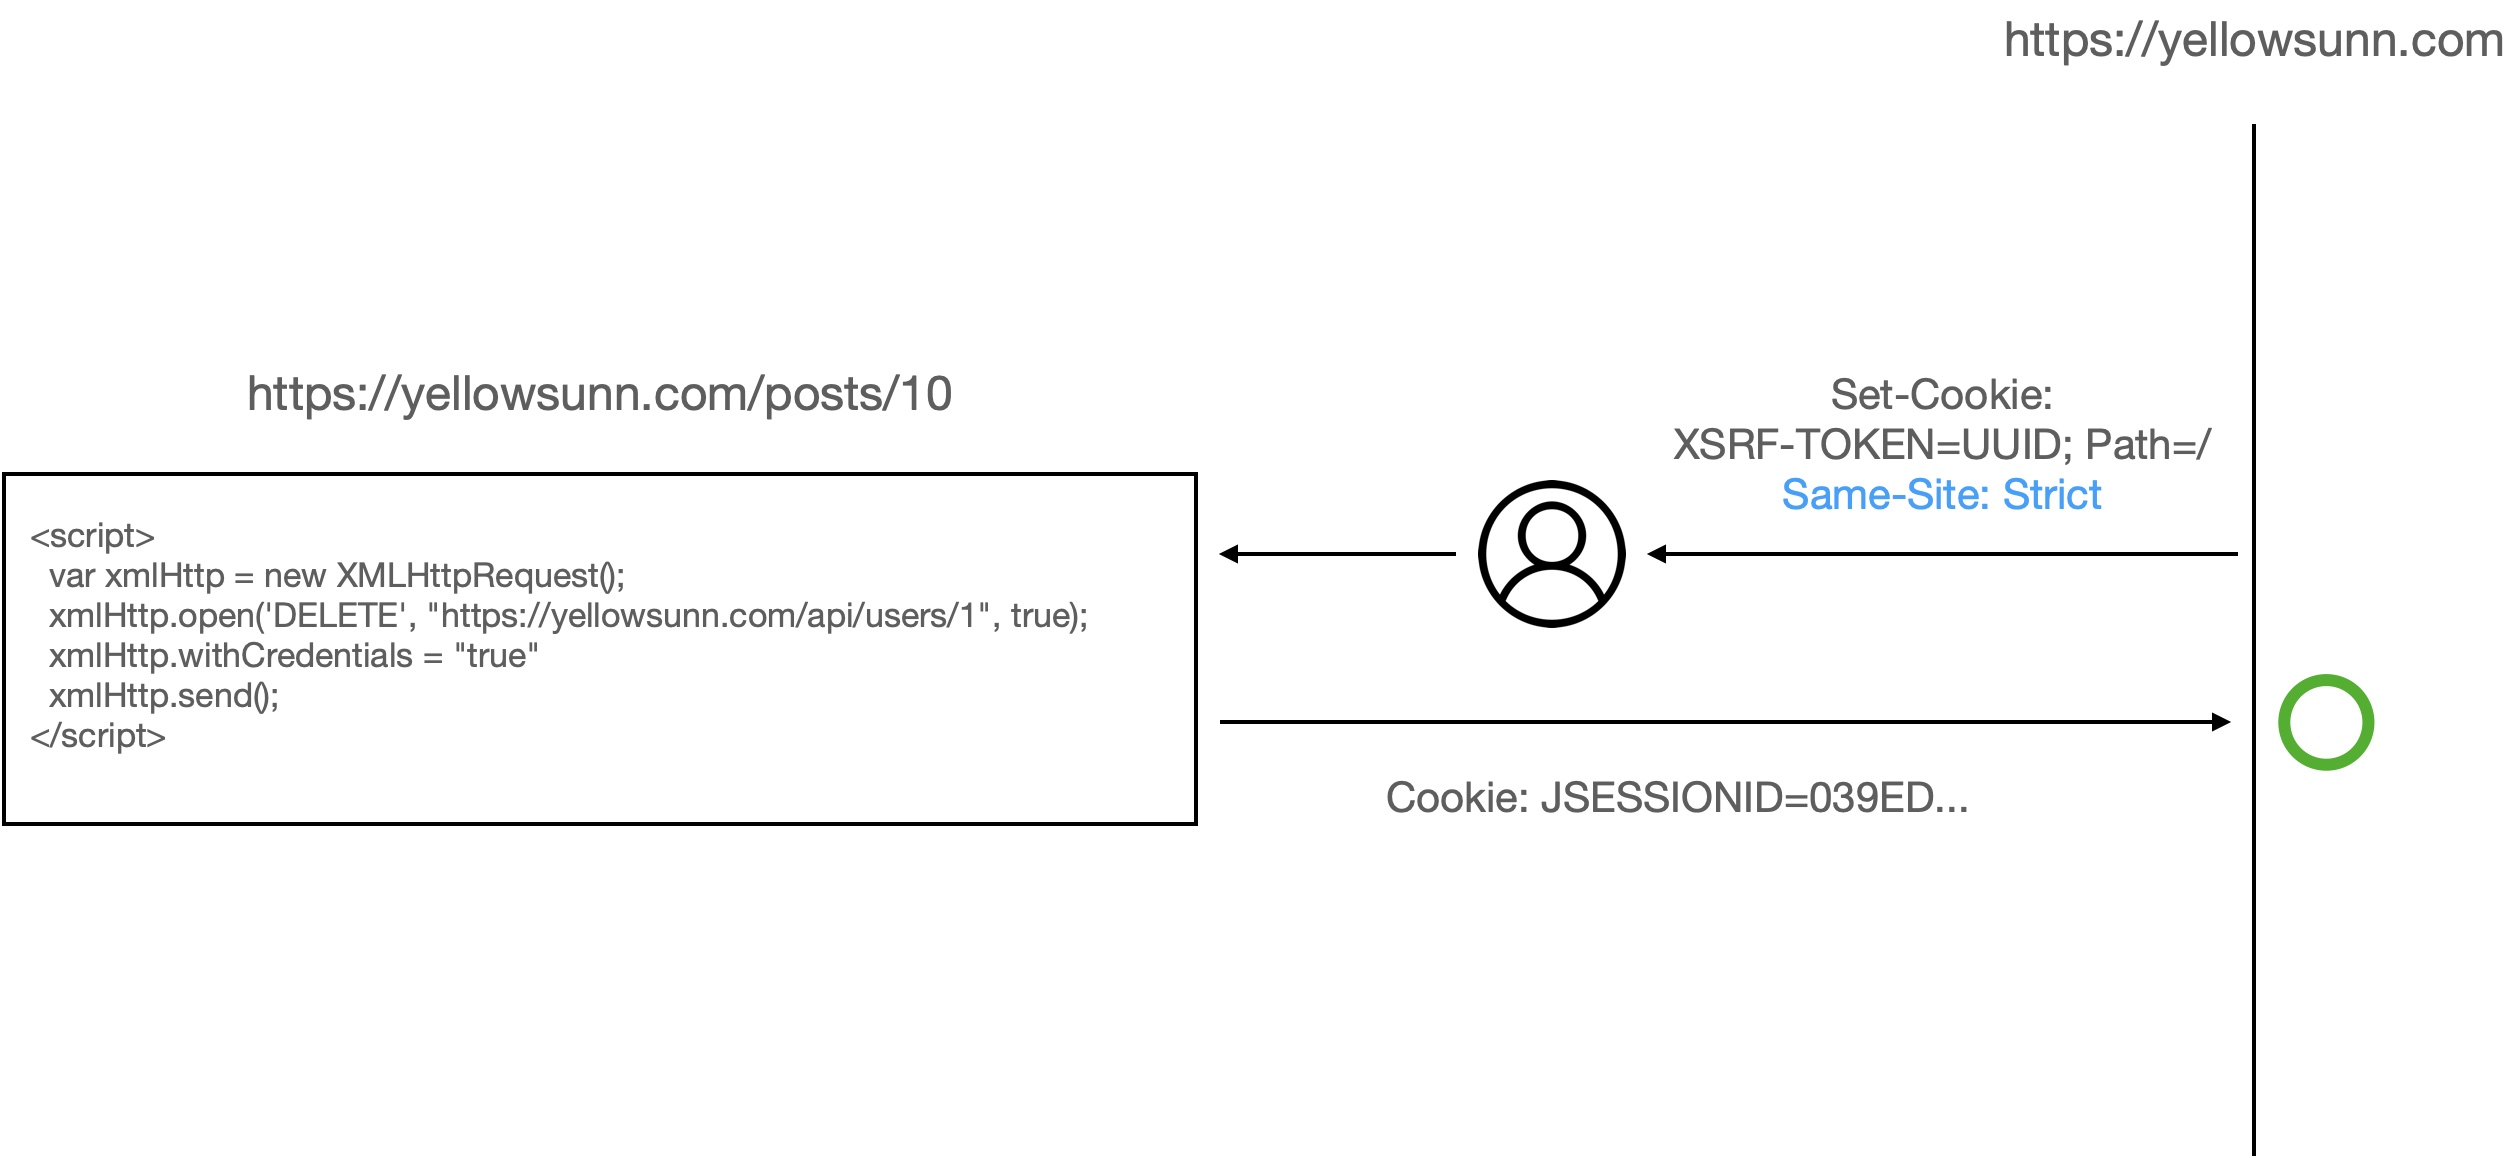 https://yellowsunn.com
https://yellowsunn.com/posts/10
Set-Cookie:
XSRF-TOKEN=UUID; Path=/
Same-Site: Strict
<script>
var xmlHttp = new XMLHttpRequest();
xmlHttp.open('DELETE', "https://yellowsunn.com/api/users/1", true);
xmlHttp.withCredentials = "true"
xmlHttp.send();
</script>
Cookie: JSESSIONID=039ED...